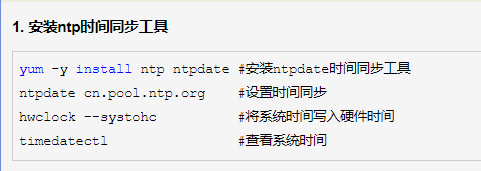 1. 安装ntp时间同步工具
yum -y install ntp ntpdate #安装ntpdate时间同步工具
ntpdate cn.pool.ntp.org    #设置时间同步
hwclock --systohc          #将系统时间写入硬件时间
timedatectl                #查看系统时间